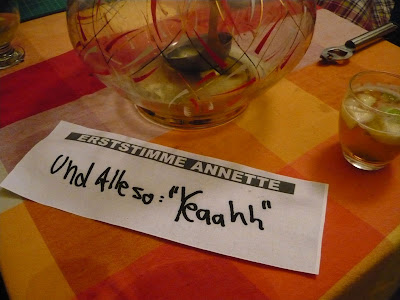 ERSTSTIMME ANNETTE
Und Alle so: "Yeaahh"